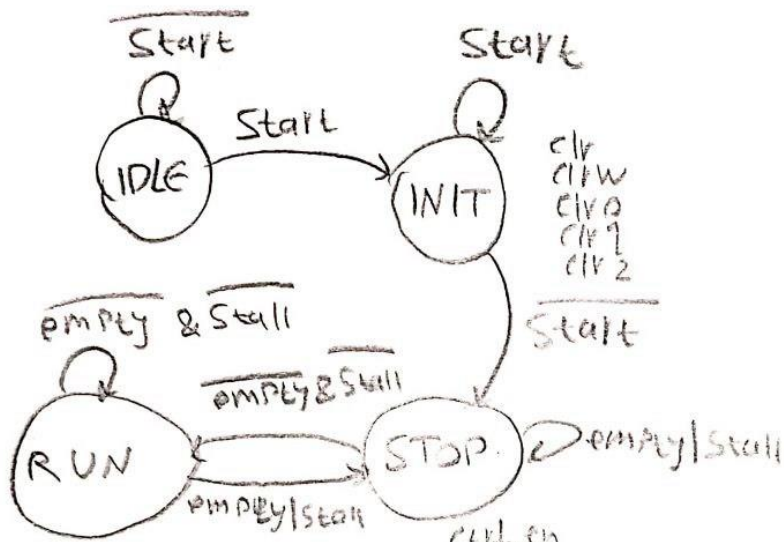 Start
Start
Start
IDLE
INIT
clr
clrw
clr0
clr1
clr2
Start
empty & Stall
empty & Stall
RUN
STOP
empty|Stall
empty|Stall